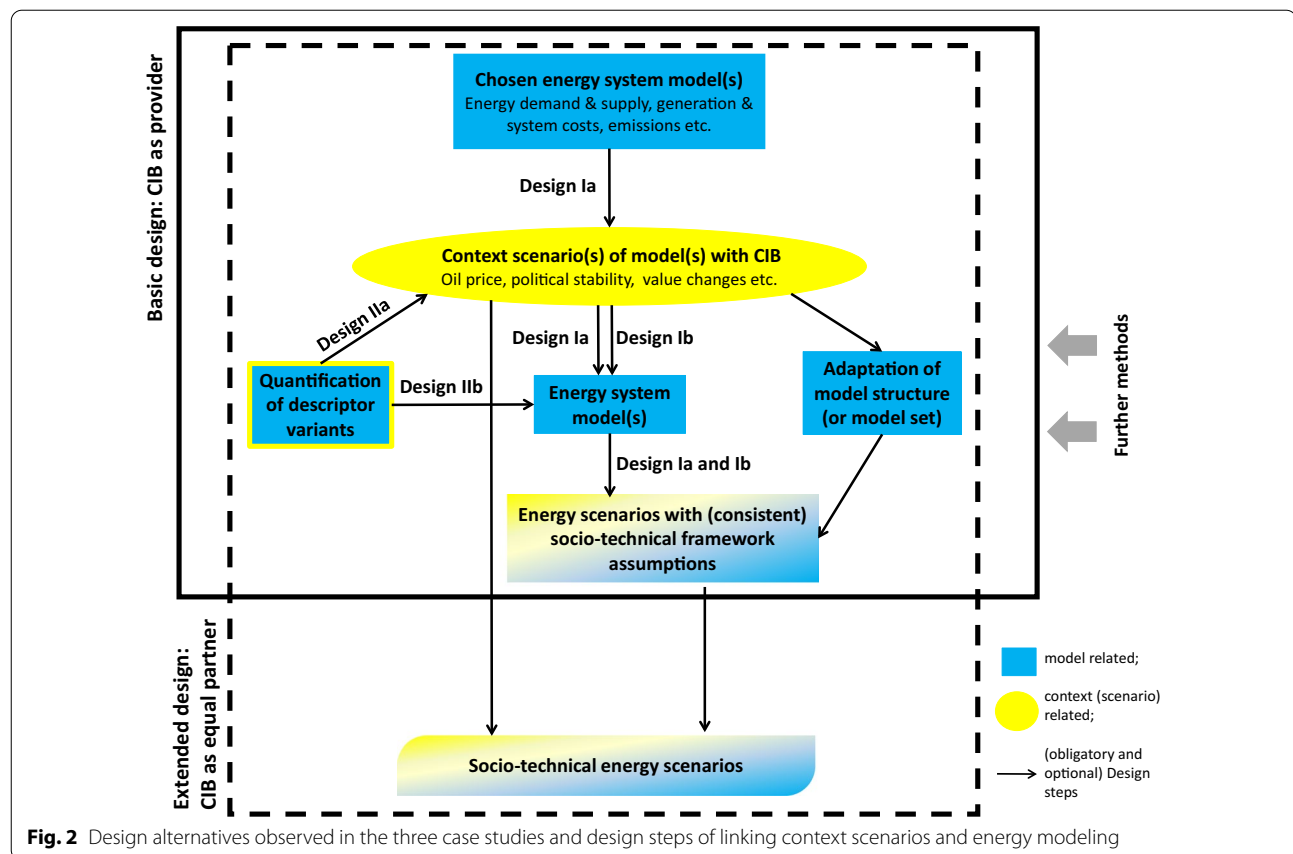 Basic design: CIB as provider
Chosen energy system model(s)
Energy demand & supply, generation &
system costs, emissions etc.
Design Ia
Context scenario(s) of model(s) with CIB
Oil price, political stability, value changes etc.
Design IIa
Design Ia
Design Ib
Quantification
of descriptor
variants
Design IIb
Energy system
model(s)
Adaptation of
model structure
(or model set)
Further methods
Design Ia and Ib
Energy scenarios with (consistent)
socio-technical framework
assumptions
Extended design:
CIB as equal partner
Socio-technical energy scenarios
model related;
context (scenario)
related;
(obligatory and
optional) Design
steps
Fig. 2 Design alternatives observed in the three case studies and design steps of linking context scenarios and energy modeling